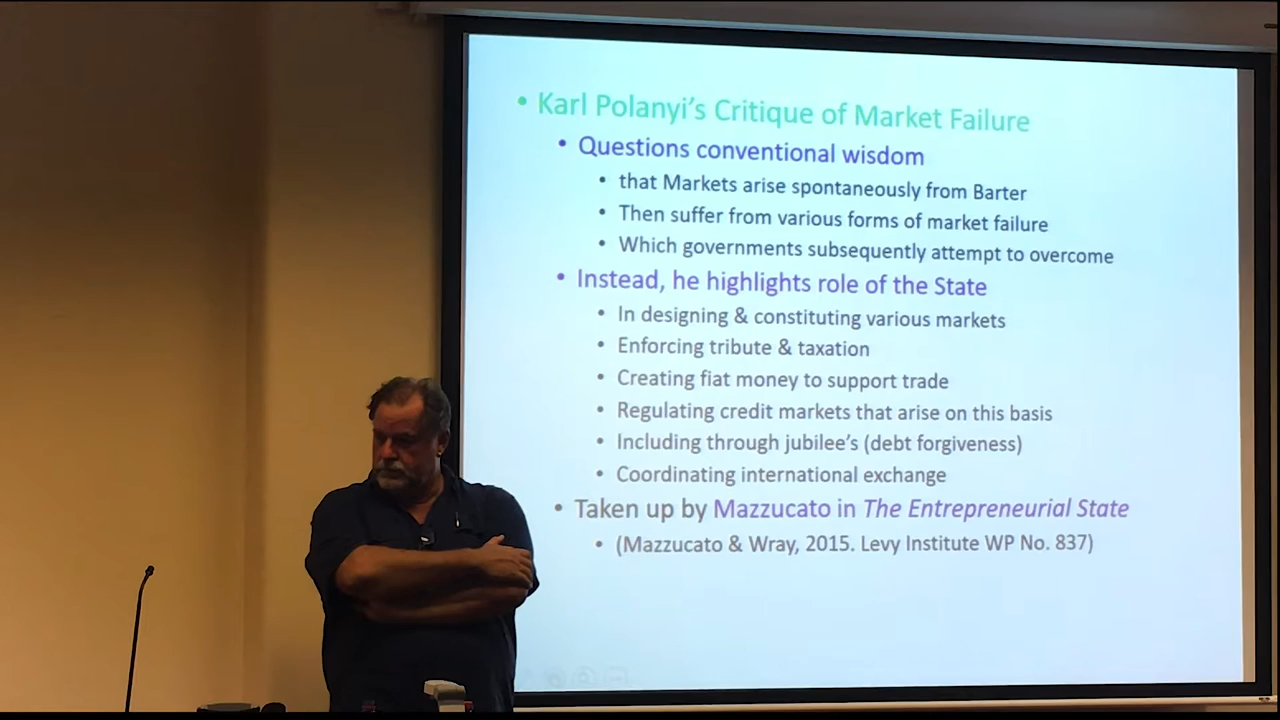 • Karl Polanyi's Critique of Market Failure
• Questions conventional wisdom
• that Markets arise spontaneously from Barter
• Then suffer from various forms of market failure
• Which governments subsequently attempt to overcome
• Instead, he highlights role of the State
• In designing & constituting various markets
• Enforcing tribute & taxation
• Creating fiat money to support trade
• Regulating credit markets that arise on this basis
• Including through jubilee's (debt forgiveness)
• Coordinating international exchange
• Taken up by Mazzucato in The Entrepreneurial State
• (Mazzucato & Wray, 2015. Levy Institute WP No. 837)